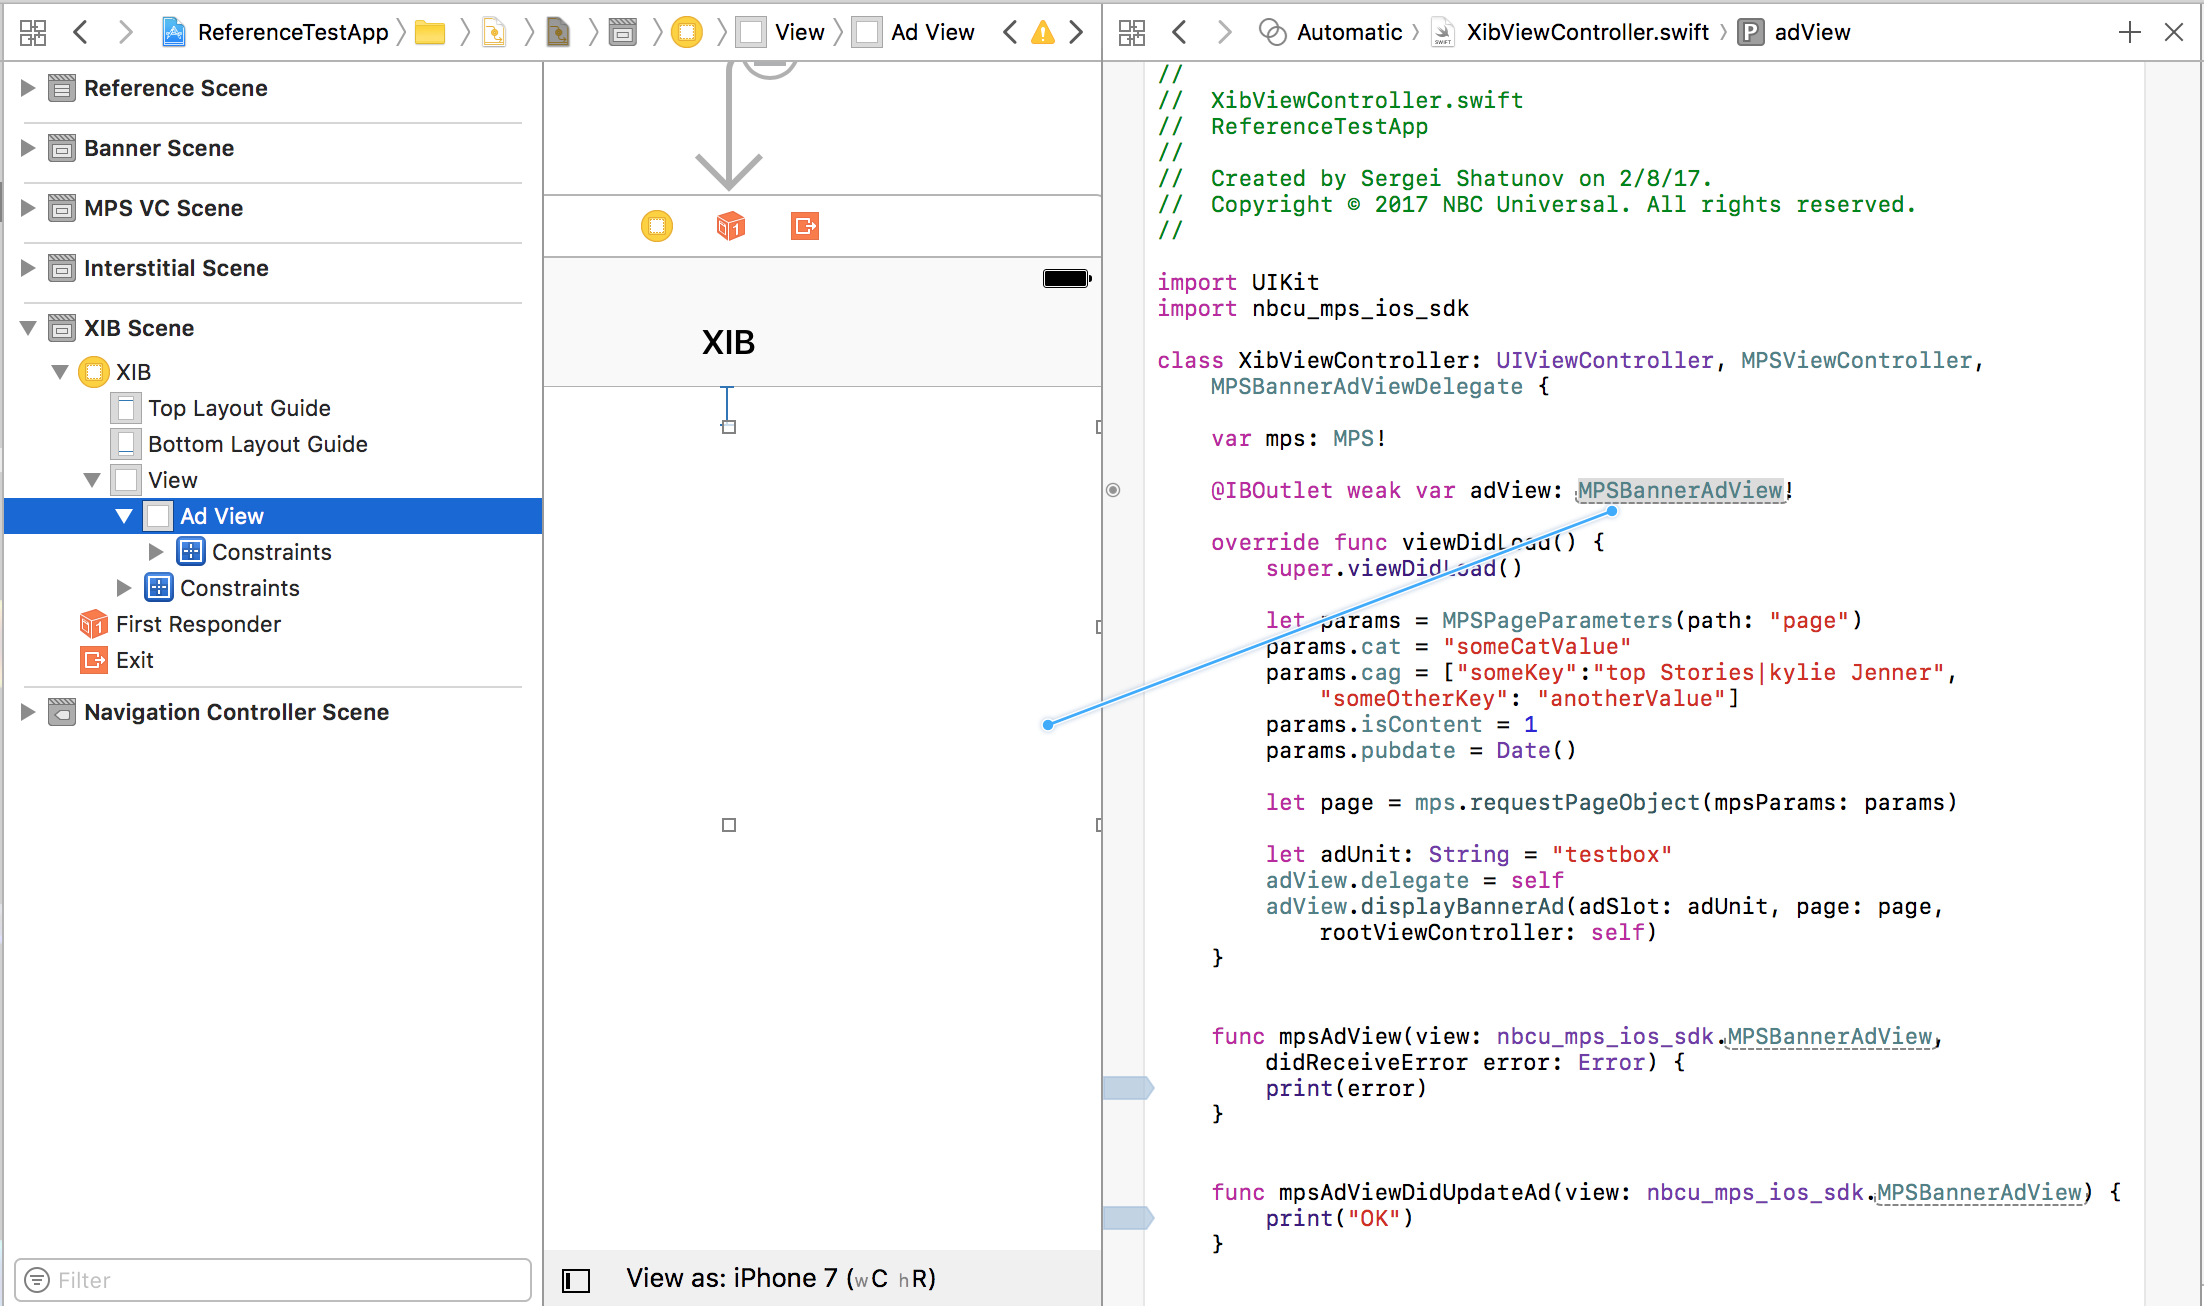 ReferenceTestApp
View
Ad View
Automatic
XibViewController.swift
P
adView
Reference Scene
Banner Scene
MPS VC Scene
Interstitial Scene
XIB Scene
XIB
Top Layout Guide
Bottom Layout Guide
View
Ad View
Constraints
Constraints
First Responder
Exit
Navigation Controller Scene
Filter
XIB
View as: iPhone 7 (wC hR)
//
//  XibViewController.swift
//  ReferenceTestApp
//
//  Created by Sergei Shatunov on 2/8/17.
//  Copyright © 2017 NBC Universal. All rights reserved.
//
import UIKit
import nbcu_mps_ios_sdk
class XibViewController: UIViewController, MPSViewController,
MPSBannerAdViewDelegate {
var mps: MPS!
@IBOutlet weak var adView: MPSBannerAdView!
override func viewDidLoad() {
super.viewDidLoad()
let params = MPSPageParameters(path: "page")
params.cat = "someCatValue"
params.cag = ["someKey":"top Stories|kylie Jenner",
"someOtherKey": "anotherValue"]
params.isContent = 1
params.pubdate = Date()
let page = mps.requestPageObject(mpsParams: params)
let adUnit: String = "testbox"
adView.delegate = self
adView.displayBannerAd(adSlot: adUnit, page: page,
rootViewController: self)
}
func mpsAdView(view: nbcu_mps_ios_sdk.MPSBannerAdView,
didReceiveError error: Error) {
print(error)
}
func mpsAdViewDidUpdateAd(view: nbcu_mps_ios_sdk.MPSBannerAdView) {
print("OK")
}